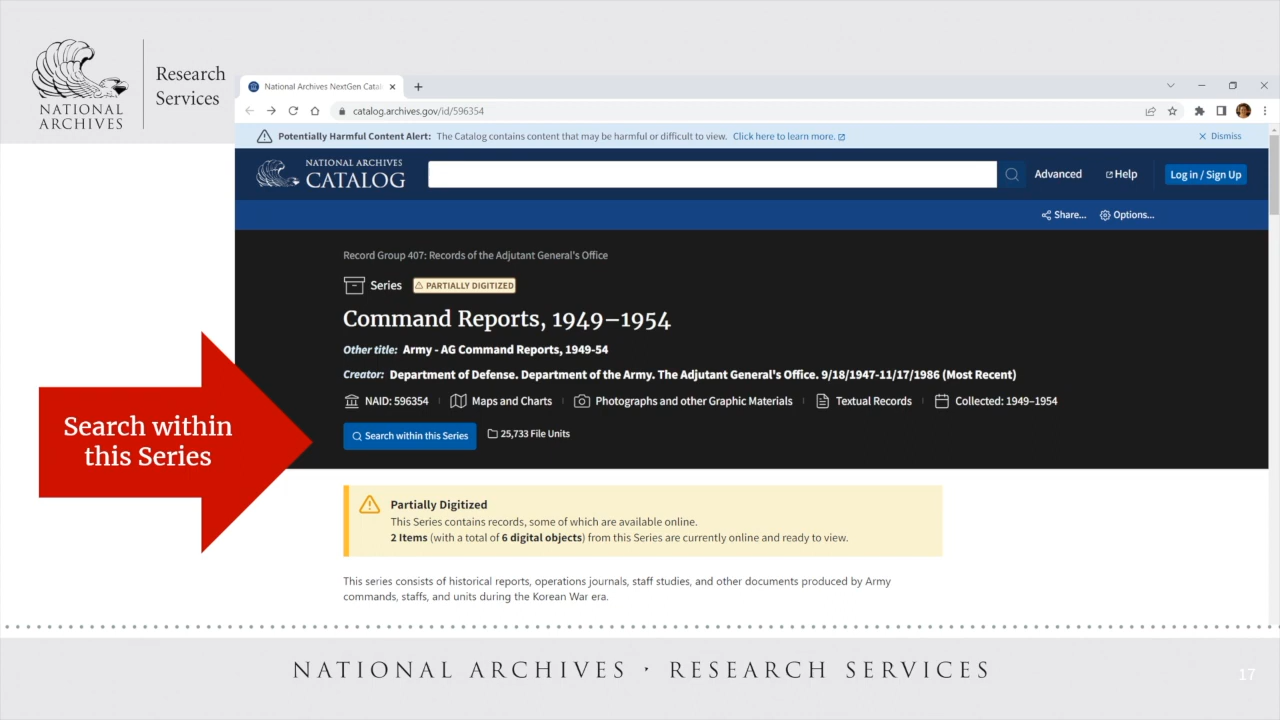 NATIONAL
ARCHIVES
Research
Services
National Archives NextGen Catal
catalog.archives.gov/id/596354
Potentially Harmful Content Alert: The Catalog contains content that may be harmful or difficult to view. Click here to learn more.
Dismiss
NATIONAL ARCHIVES
CATALOG
Advanced
Help
Log in / Sign Up
Share...
Options...
Record Group 407: Records of the Adjutant General's Office
Series
PARTIALLY DIGITIZED
Command Reports, 1949–1954
Other title: Army - AG Command Reports, 1949-54
Creator: Department of Defense. Department of the Army. The Adjutant General's Office. 9/18/1947-11/17/1986 (Most Recent)
NAID: 596354
Maps and Charts
Photographs and other Graphic Materials
Textual Records
Collected: 1949–1954
Search within this Series
25,733 File Units
Search within
this Series
Partially Digitized
This Series contains records, some of which are available online.
2 Items (with a total of 6 digital objects) from this Series are currently online and ready to view.
This series consists of historical reports, operations journals, staff studies, and other documents produced by Army
commands, staffs, and units during the Korean War era.
NATIONAL ARCHIVES · RESEARCH SERVICES
17